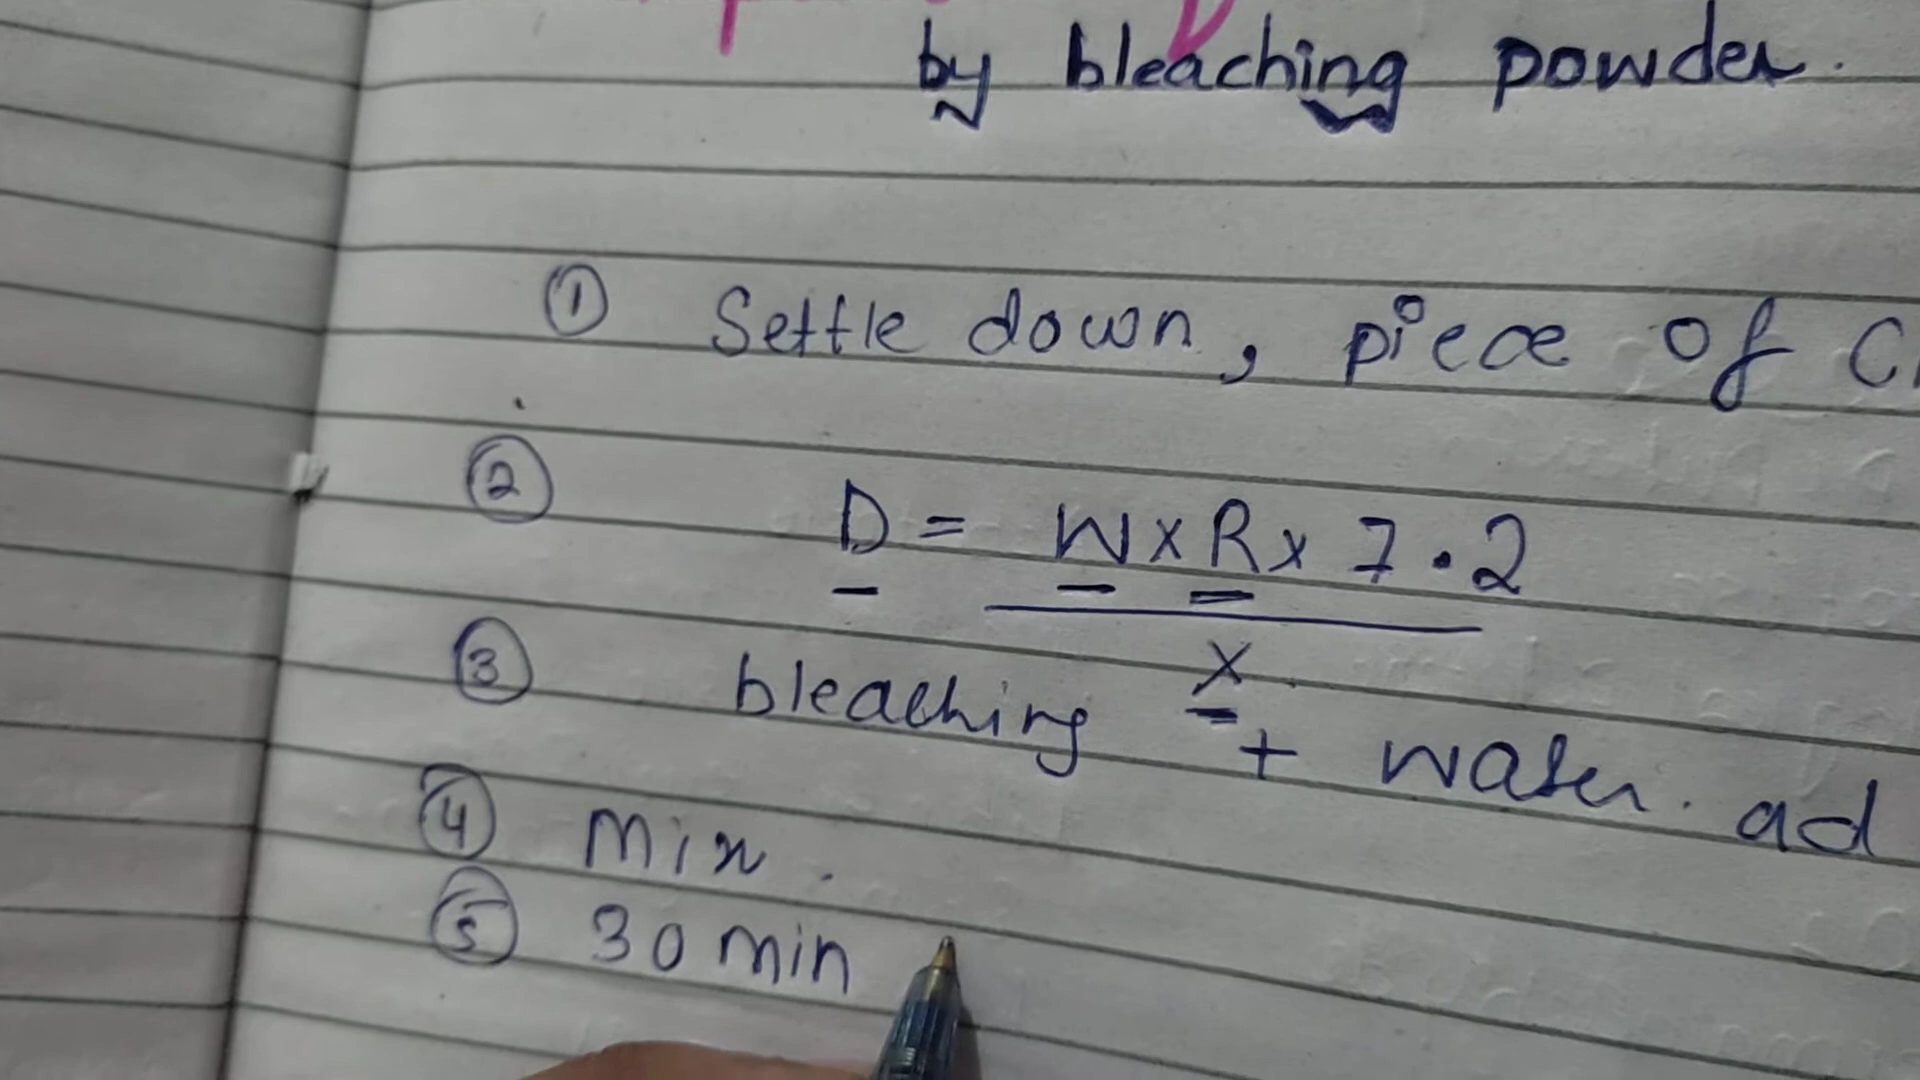 by bleaching powder.
① Settle down, piece of
② D = W x R x 7.2
X
③ bleaching + water. ad
④ Mix.
⑤ 30 min